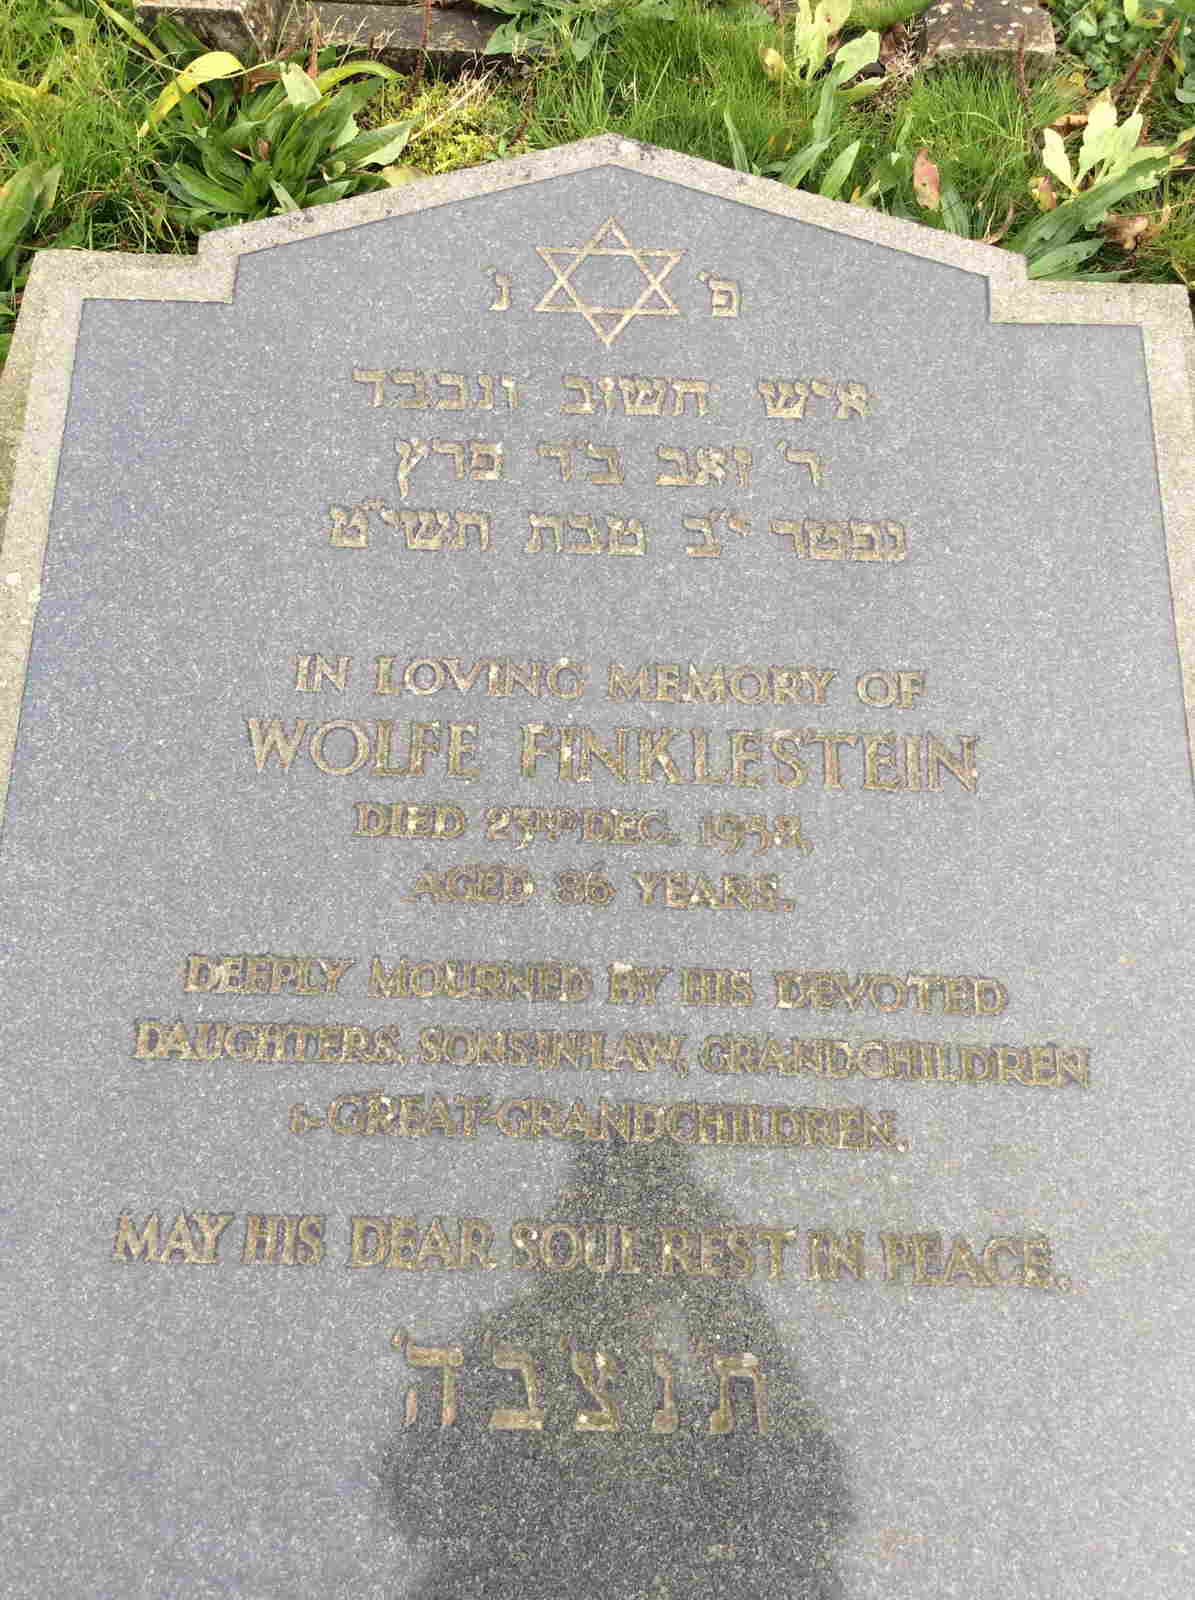 פ' נ'
איש חשוב ונכבד
ר' זאב ב"ר פרץ
נפטר י"ב טבת תשי"ט
IN LOVING MEMORY OF
WOLFE FINKLESTEIN
DIED 23RD DEC. 1958,
AGED 86 YEARS.
DEEPLY MOURNED BY HIS DEVOTED
DAUGHTERS, SONS-IN-LAW, GRANDCHILDREN
& GREAT-GRANDCHILDREN.
MAY HIS DEAR SOUL REST IN PEACE.
ת'נ'צ'ב'ה'